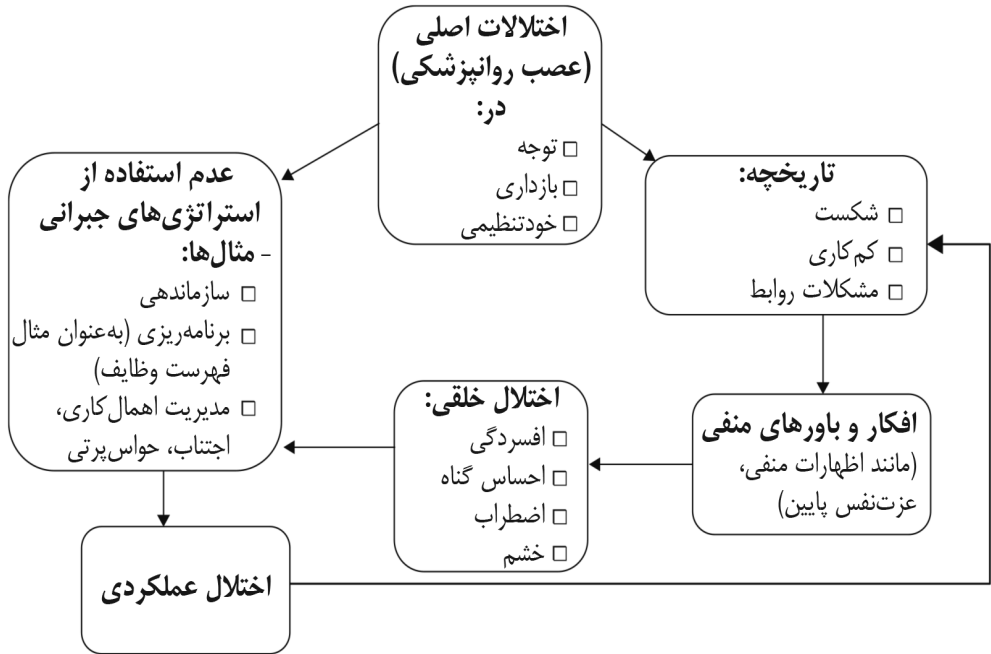 اختلالات اصلی
(عصب روانپزشکی)
در:
□ توجه
□ بازداری
□ خودتنظیمی
تاریخچه:
□ شکست
□ کم‌کاری
□ مشکلات روابط
افکار و باورهای منفی
(مانند اظهارات منفی،
عزت‌نفس پایین)
اختلال خلقی:
□ افسردگی
□ احساس گناه
□ اضطراب
□ خشم
عدم استفاده از
استراتژی‌های جبرانی
- مثال‌ها:
□ سازماندهی
□ برنامه‌ریزی (به‌عنوان مثال
فهرست وظایف)
□ مدیریت اهمال‌کاری،
اجتناب، حواس‌پرتی
اختلال عملکردی